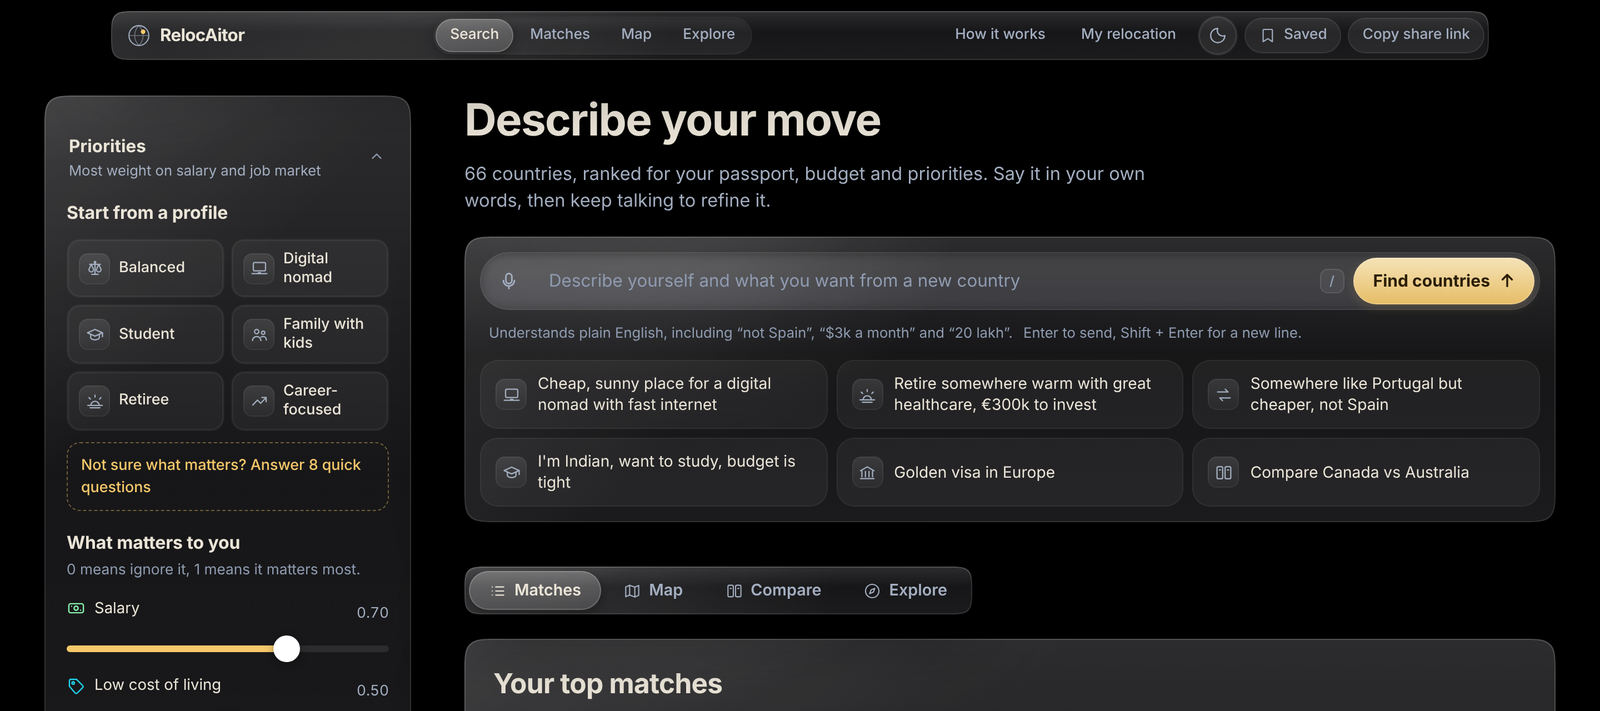 RelocAitor
Search
Matches
Map
Explore
How it works
My relocation
Saved
Copy share link
Priorities
Most weight on salary and job market
Start from a profile
Balanced
Digital
nomad
Student
Family with
kids
Retiree
Career-
focused
Not sure what matters? Answer 8 quick
questions
What matters to you
0 means ignore it, 1 means it matters most.
Salary
0.70
Low cost of living
0.50
Describe your move
66 countries, ranked for your passport, budget and priorities. Say it in your own
words, then keep talking to refine it.
Describe yourself and what you want from a new country
/
Find countries ↑
Understands plain English, including “not Spain”, “$3k a month” and “20 lakh”. Enter to send, Shift + Enter for a new line.
Cheap, sunny place for a digital
nomad with fast internet
Retire somewhere warm with great
healthcare, €300k to invest
Somewhere like Portugal but
cheaper, not Spain
I'm Indian, want to study, budget is
tight
Golden visa in Europe
Compare Canada vs Australia
Matches
Map
Compare
Explore
Your top matches